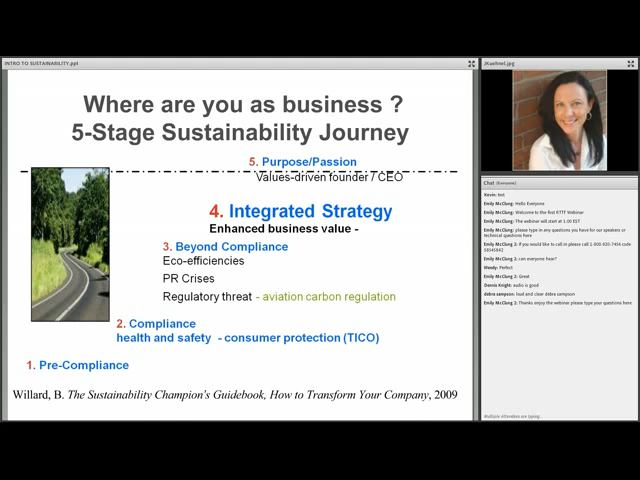 INTRO TO SUSTAINABILITY.ppt
Where are you as business ?
5-Stage Sustainability Journey
5. Purpose/Passion
Values-driven founder / CEO
4. Integrated Strategy
Enhanced business value -
3. Beyond Compliance
Eco-efficiencies
PR Crises
Regulatory threat - aviation carbon regulation
2. Compliance
health and safety - consumer protection (TICO)
1. Pre-Compliance
Willard, B. The Sustainability Champion's Guidebook, How to Transform Your Company, 2009
JKuehnel.jpg
Chat (Everyone)
Kevin: test
Emily McClung: Hello Everyone
Emily McClung: Welcome to the first RTTF Webinar
Emily McClung: The webinar will start at 1:00 EST
Emily McClung: please type in any questions you have for our speakers or
technical questions here
Emily McClung 2: if you would like to call in please call
Emily McClung 2: can everyone hear?
Wendy: Perfect
Emily McClung 2: Great
Dennis Knight: audio is good
debra sampson: loud and clear debra sampson
Emily McClung 2: Thanks enjoy the webinar please type your questions here
Multiple Attendees are typing...